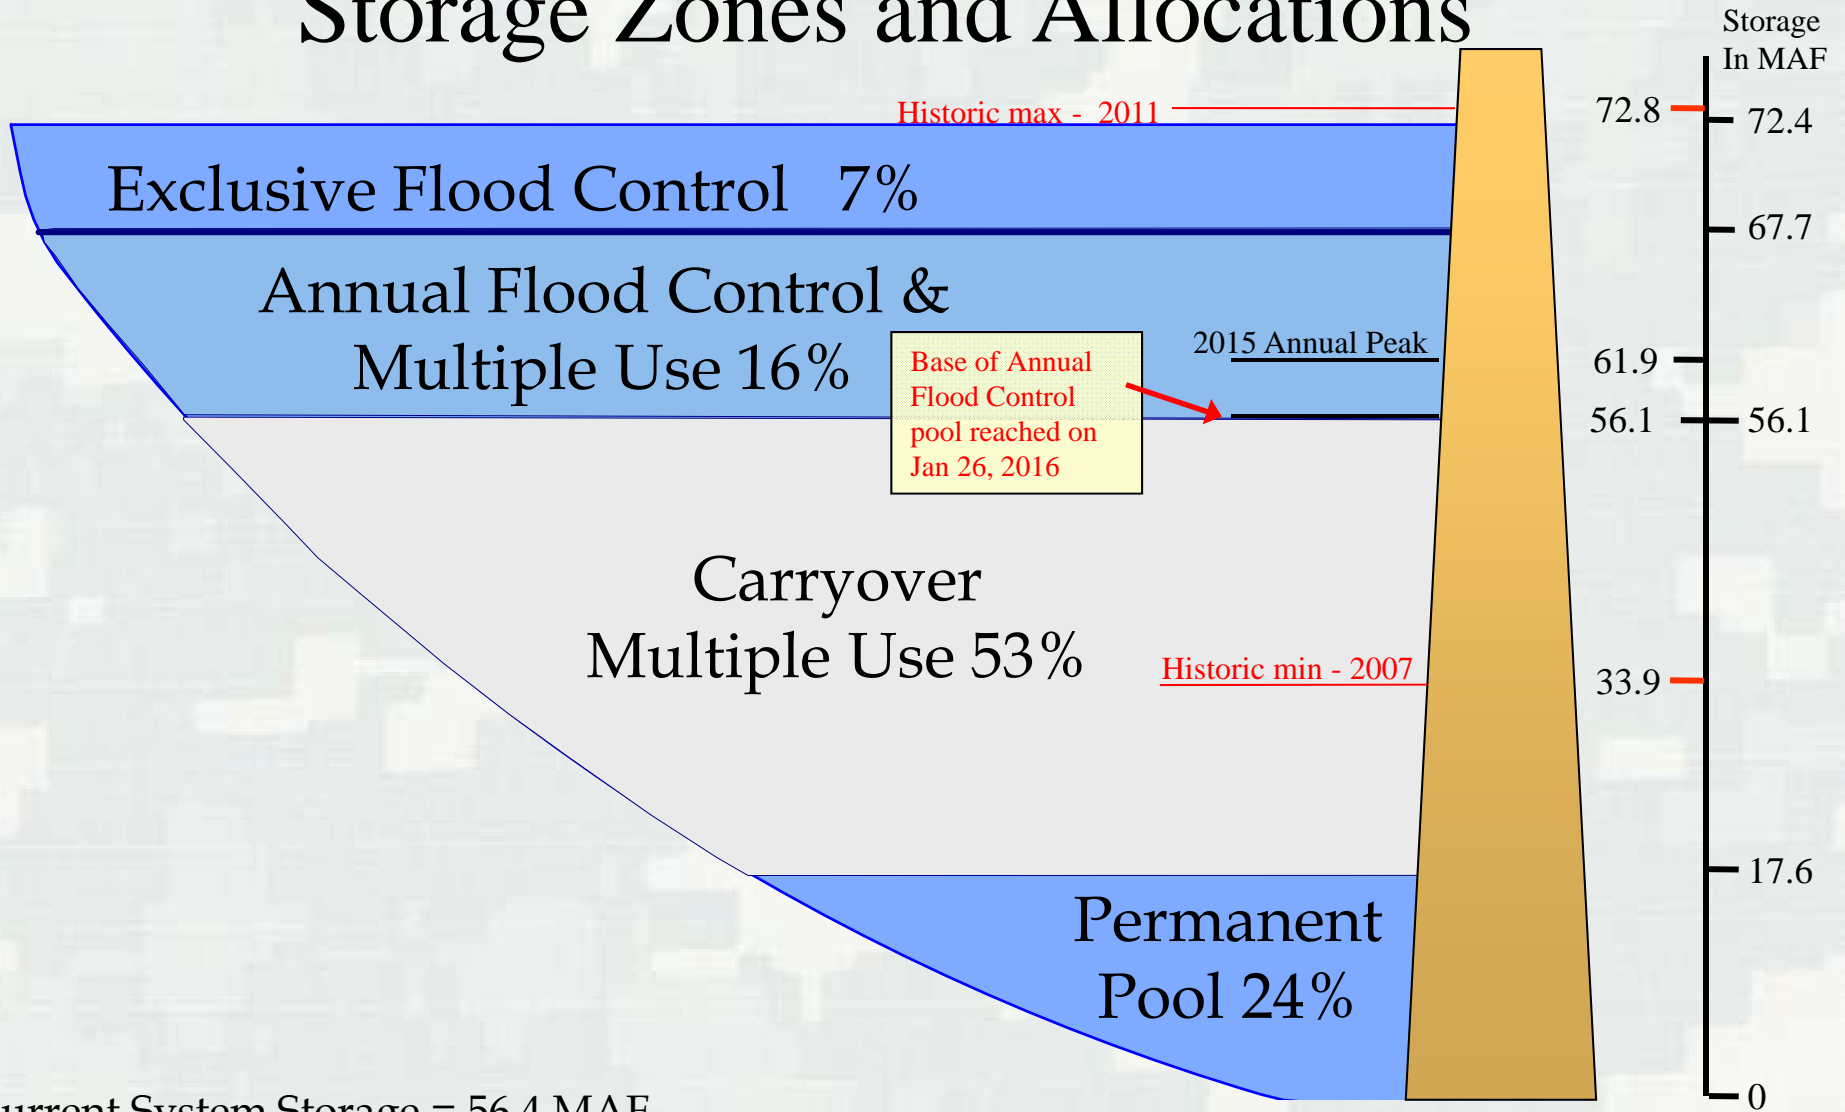 Storage Zones and Allocations
Storage
In MAF
Historic max - 2011
72.8
72.4
Exclusive Flood Control 7%
67.7
Annual Flood Control &
Multiple Use 16%
2015 Annual Peak
61.9
Base of Annual
Flood Control
pool reached on
Jan 26, 2016
56.1
56.1
Carryover
Multiple Use 53%
Historic min - 2007
33.9
17.6
Permanent
Pool 24%
0
System Storage = 56.4 MAF